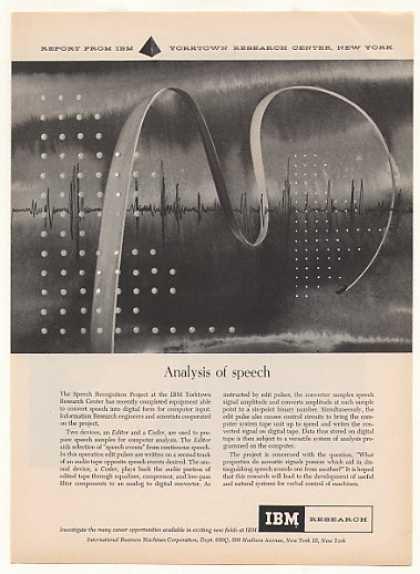 REPORT FROM IBM YORKTOWN RESEARCH CENTER, NEW YORK
Analysis of speech
The Speech Recognition Project at the IBM Yorktown
Research Center has recently completed equipment able
to convert speech into digital form for computer input.
Information Research engineers and scientists cooperated
on the project.
Two devices, an Editor and a Coder, are used to pre-
pare speech samples for computer analysis. The Editor
aids selection of "speech events" from continuous speech.
In this operation edit pulses are written on a second track
of an audio tape opposite speech events desired. The sec-
ond device, a Coder, plays back the audio portion of
edited tape through equalizer, compressor, and low-pass
filter components to an analog to digital converter. As
instructed by edit pulses, the converter samples speech
signal amplitude and converts amplitude at each sample
point to a six-point binary number. Simultaneously, the
edit pulse also causes control circuits to bring the com-
puter system tape unit up to speed and writes the con-
verted signal on digital tape. Data thus stored on digital
tape is then subject to a versatile system of analysis pro-
grammed on the computer.
The project is concerned with the question, "What
properties do acoustic signals possess which aid in dis-
tinguishing speech sounds one from another?" It is hoped
that this research will lead to the development of useful
and natural systems for verbal control of machines.
IBM RESEARCH
Investigate the many career opportunities available in exciting new fields at IBM
International Business Machines Corporation, Dept. 659Q, 590 Madison Avenue, New York 22, New York